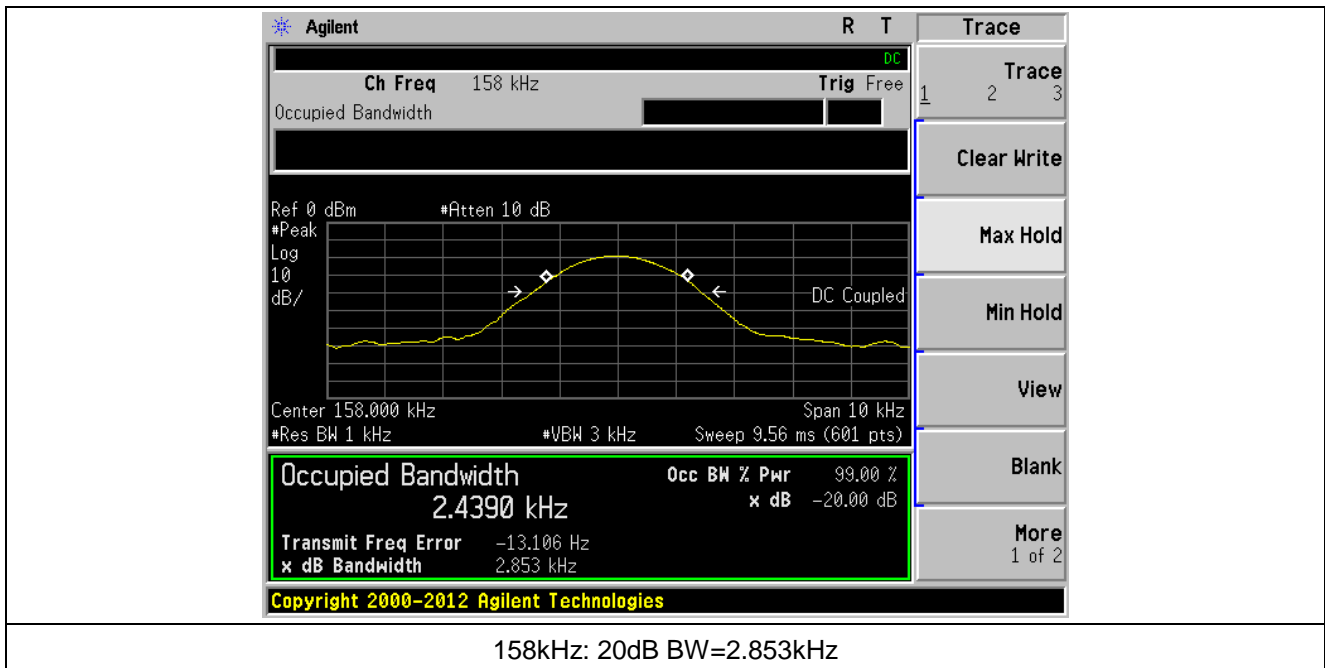 Agilent R T Trace
DC
Ch Freq 158 kHz Trig Free
Occupied Bandwidth
Trace
1 2 3
Clear Write
Ref 0 dBm #Atten 10 dB
#Peak
Log
10
dB/
DC Coupled
Max Hold
Min Hold
View
Center 158.000 kHz Span 10 kHz
#Res BW 1 kHz #VBW 3 kHz Sweep 9.56 ms (601 pts)
Occupied Bandwidth Occ BW % Pwr 99.00 %
2.4390 kHz x dB -20.00 dB
Transmit Freq Error -13.106 Hz
x dB Bandwidth 2.853 kHz
Blank
More
1 of 2
Copyright 2000-2012 Agilent Technologies
158kHz: 20dB BW=2.853kHz